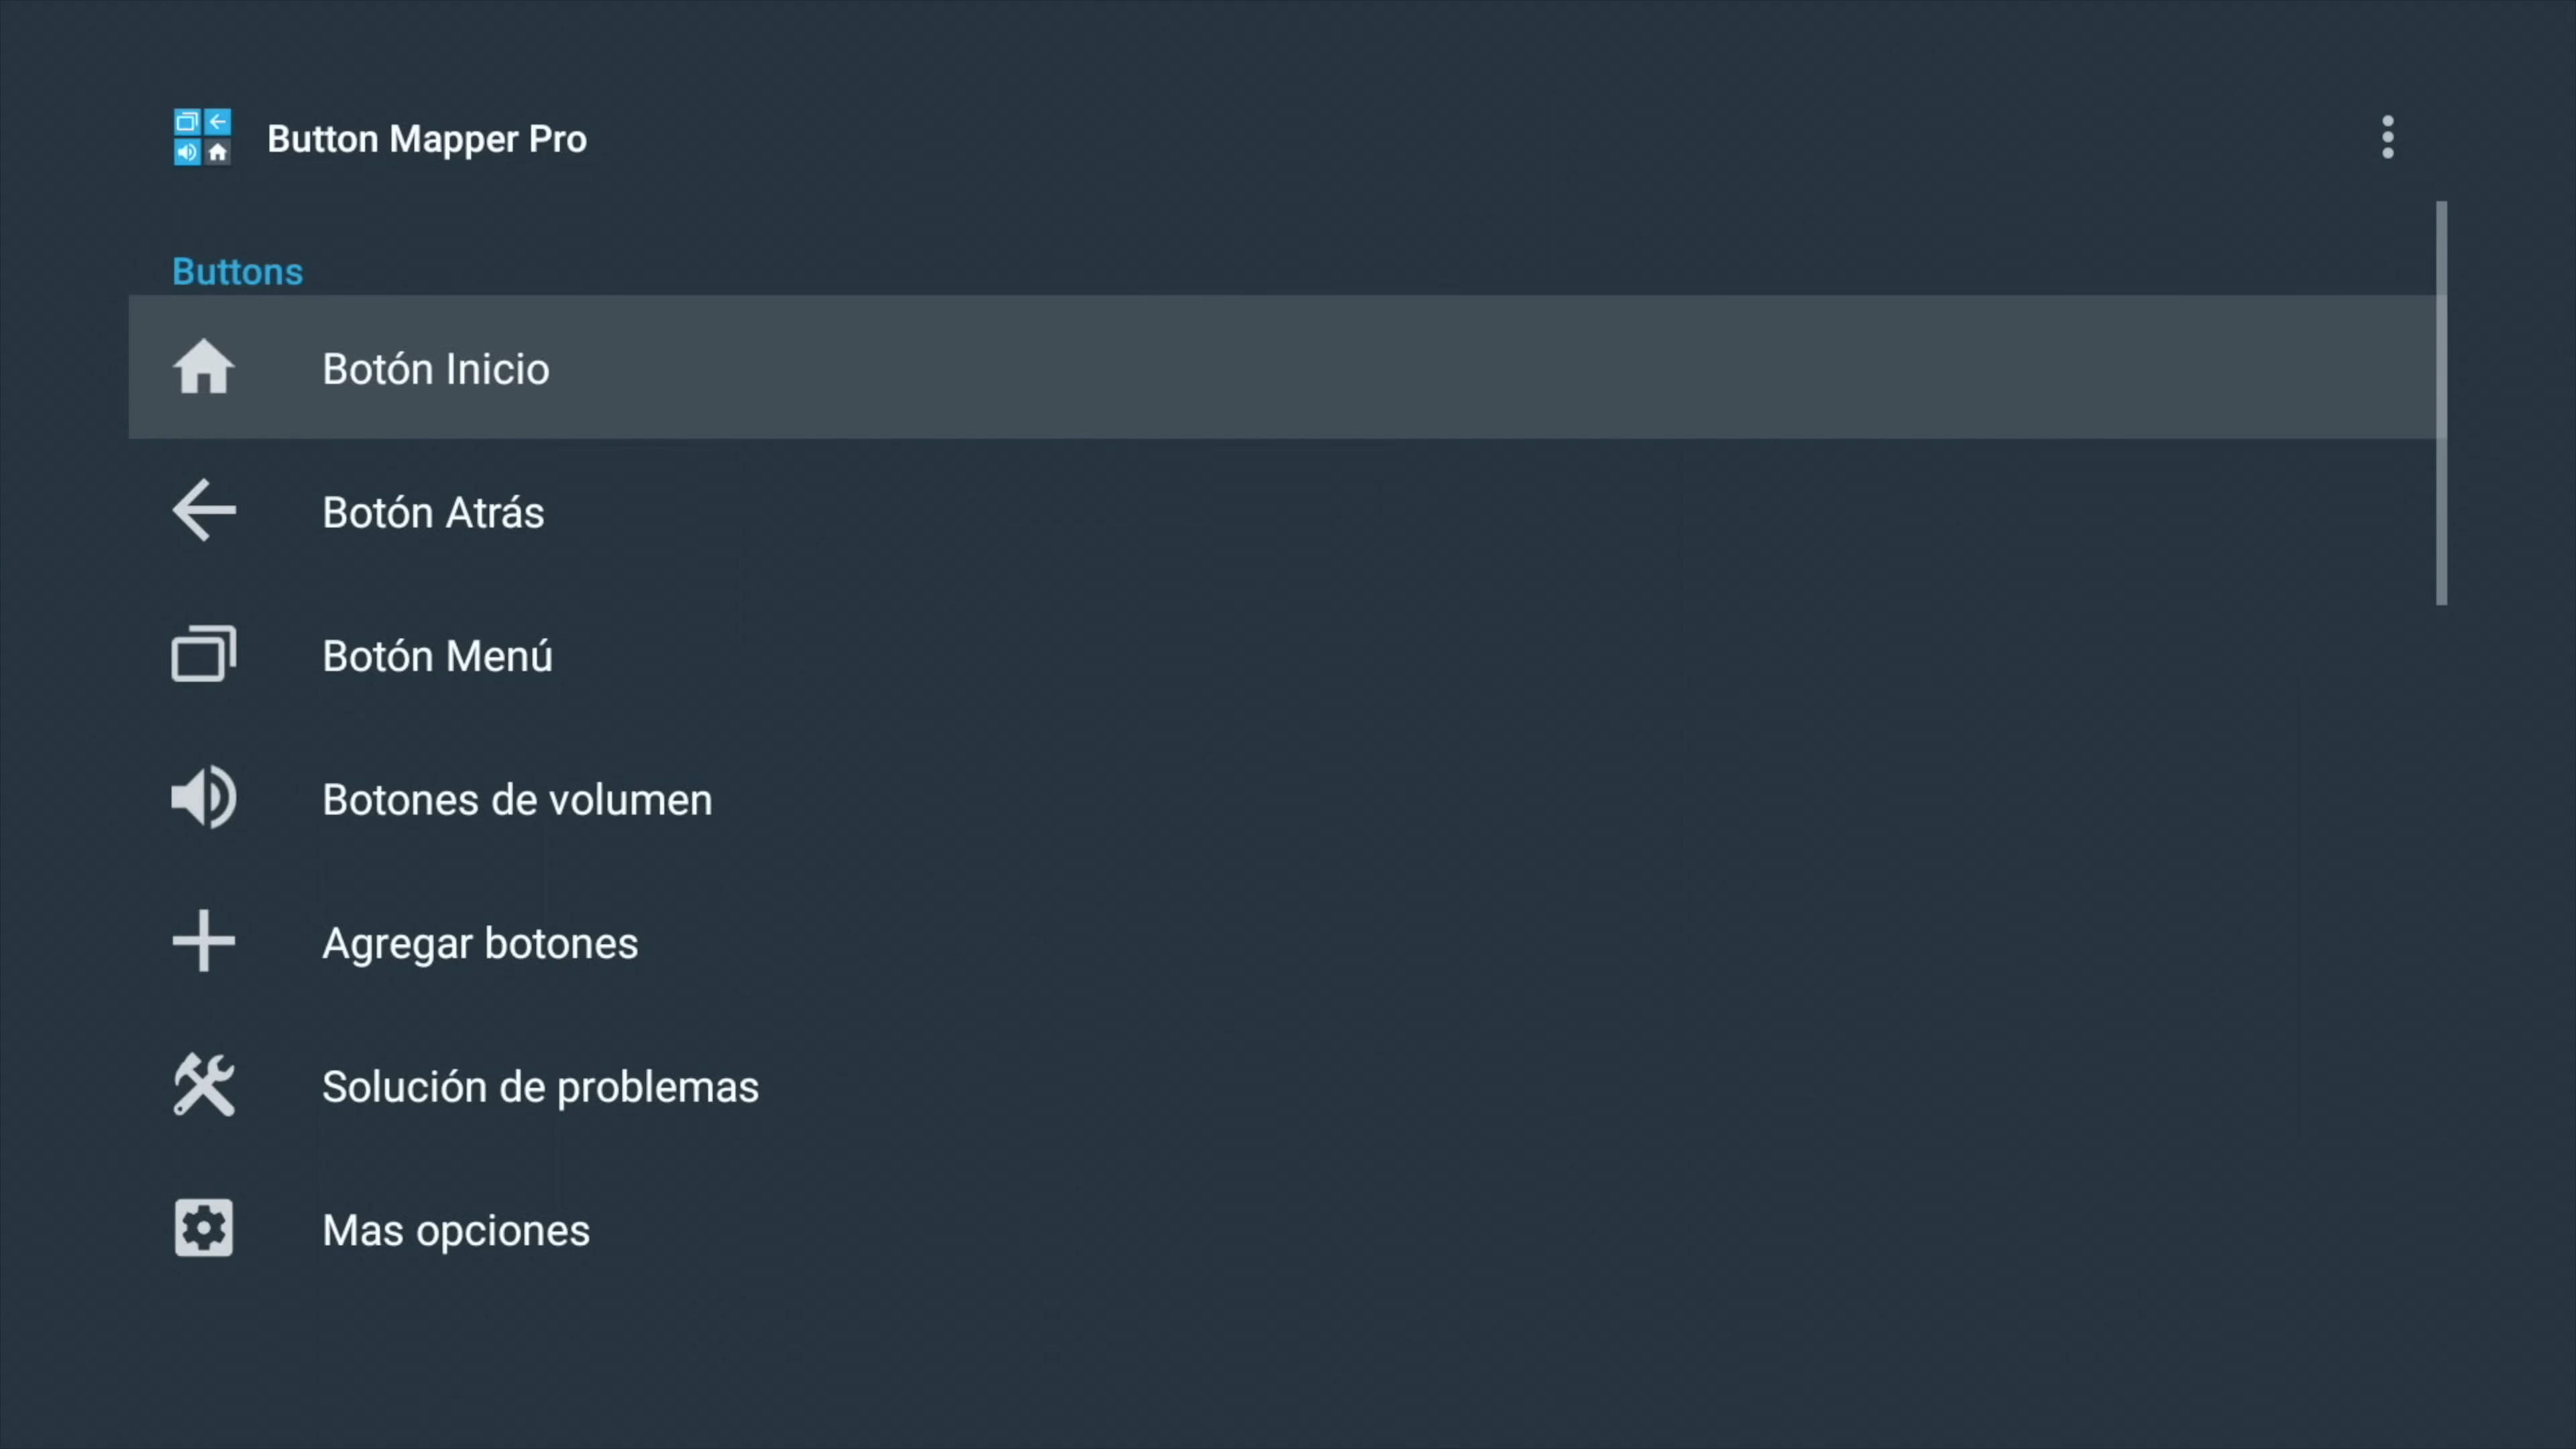 Button Mapper Pro
Buttons
Botón Inicio
Botón Atrás
Botón Menú
Botones de volumen
Agregar botones
Solución de problemas
Mas opciones